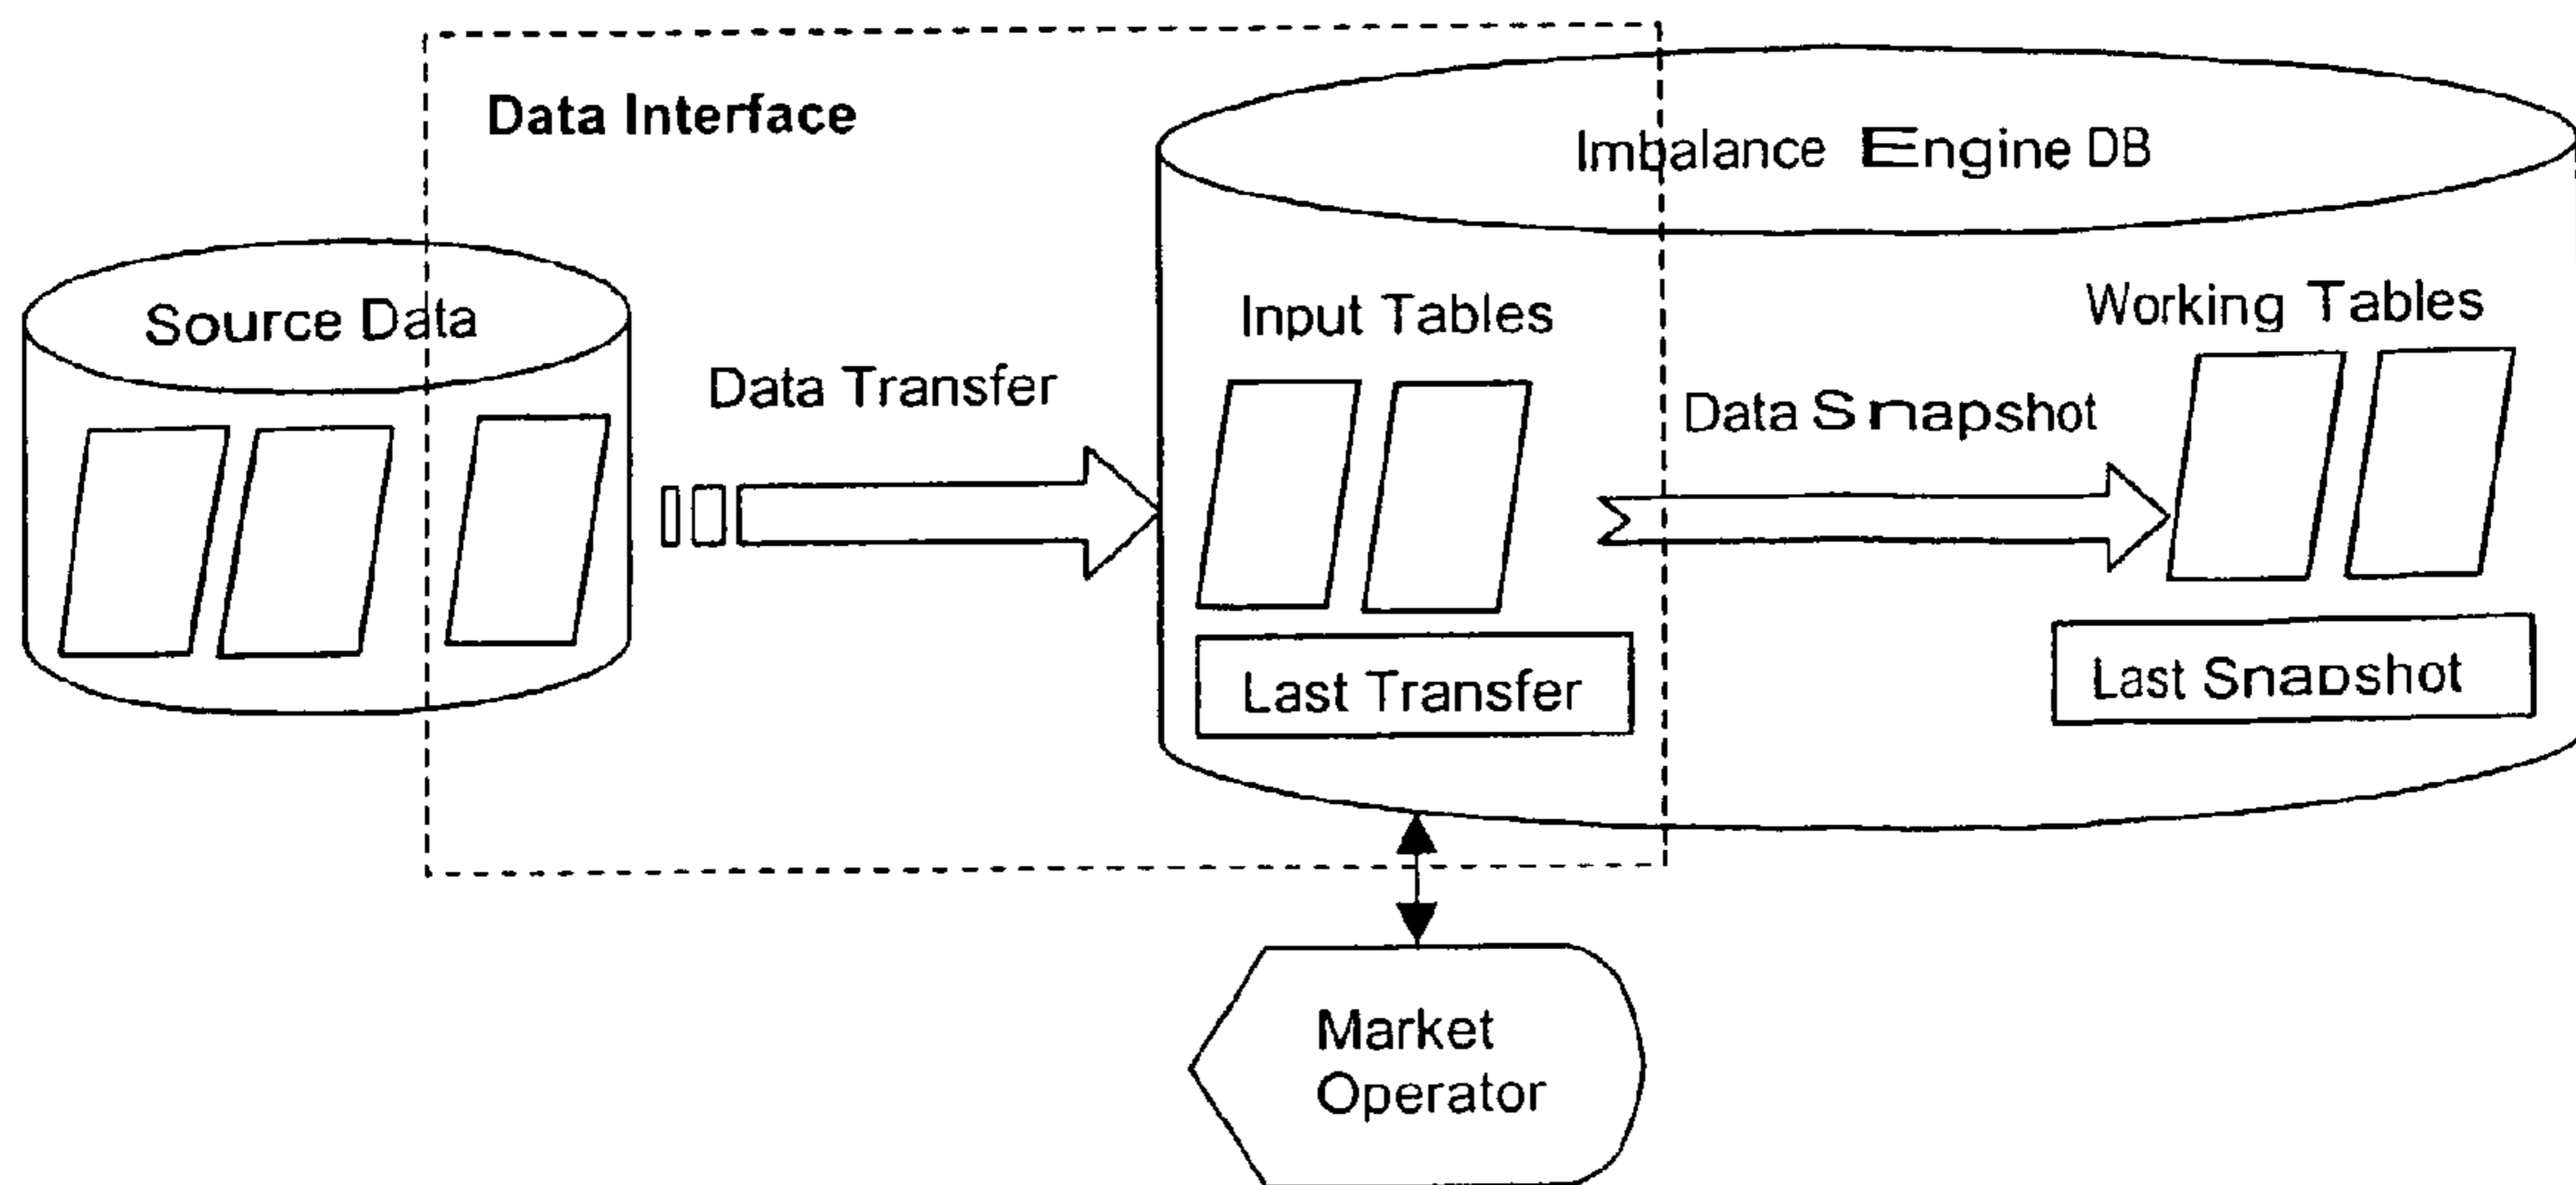 Data Interface
Imbalance Engine DB
Source Data
Input Tables
Working Tables
Data Transfer
Data Snapshot
Last Transfer
Last Snapshot
Market
Operator